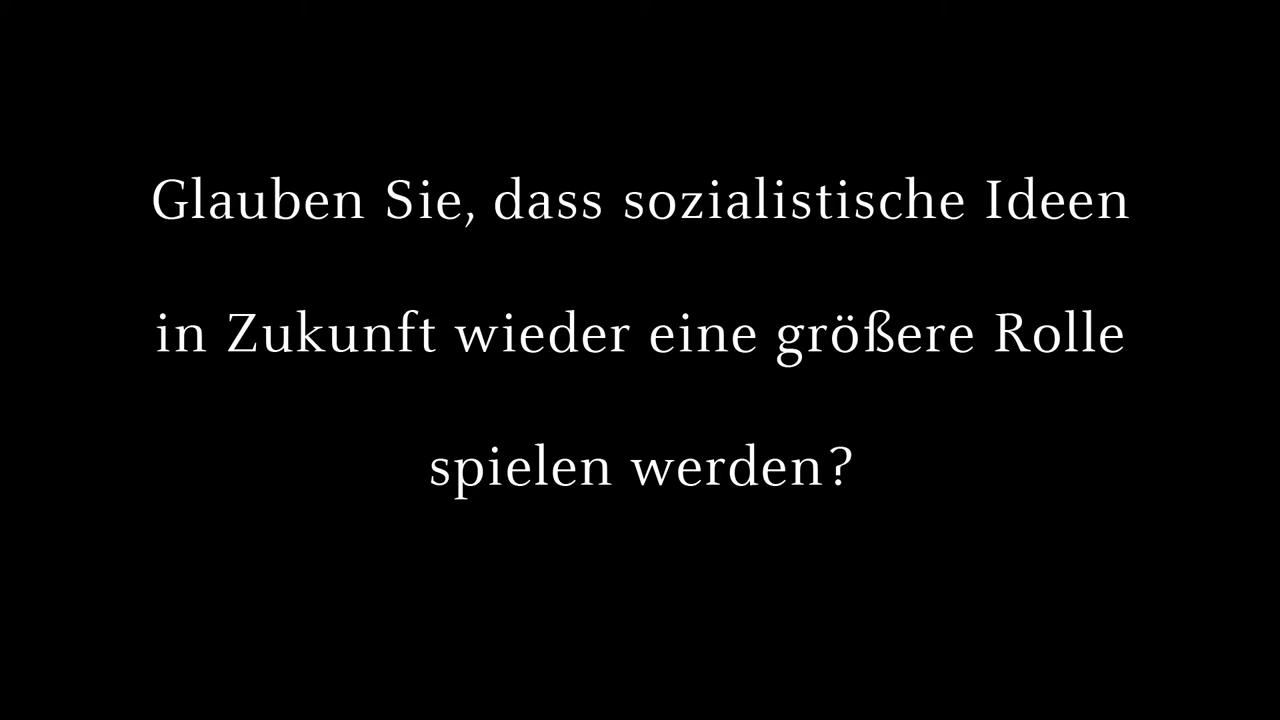 Glauben Sie, dass sozialistische Ideen
in Zukunft wieder eine größere Rolle
spielen werden?